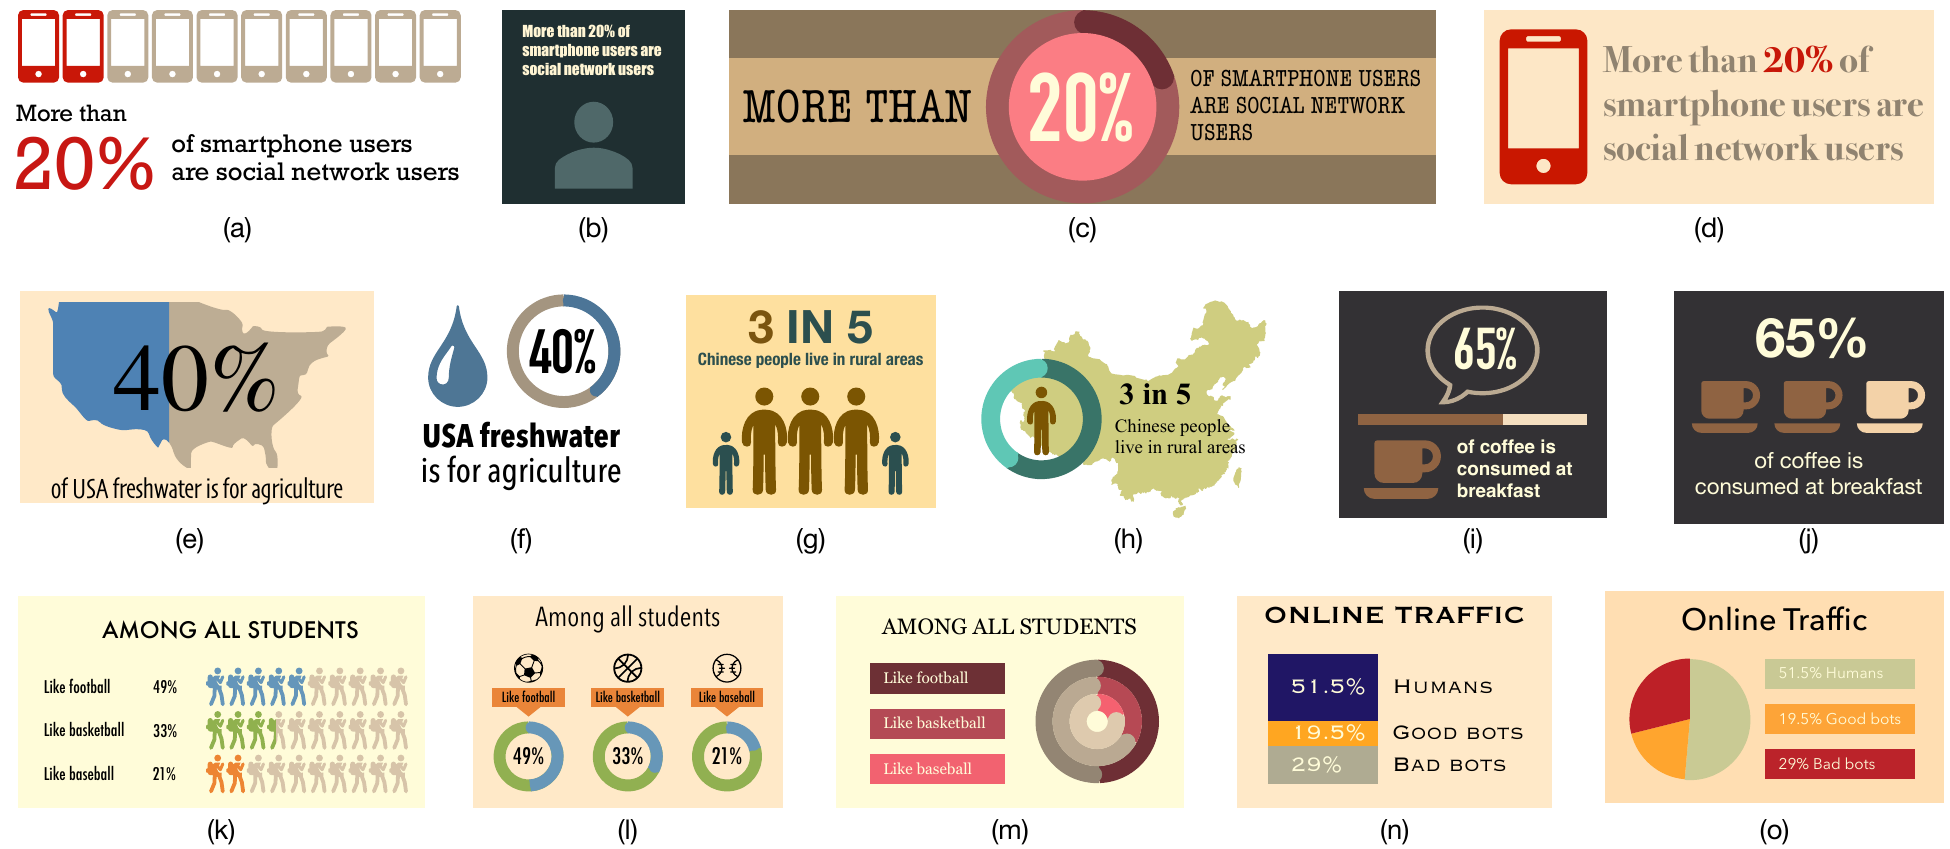 More than
20%
of smartphone users
are social network users
(a)
More than 20% of
smartphone users are
social network users
(b)
MORE THAN
20%
OF SMARTPHONE USERS
ARE SOCIAL NETWORK
USERS
(c)
More than 20% of
smartphone users are
social network users
(d)
40%
of USA freshwater is for agriculture
(e)
40%
USA freshwater
is for agriculture
(f)
3 IN 5
Chinese people live in rural areas
(g)
3 in 5
Chinese people
live in rural areas
(h)
65%
of coffee is
consumed at
breakfast
(i)
65%
of coffee is
consumed at breakfast
(j)
AMONG ALL STUDENTS
Like football 49%
Like basketball 33%
Like baseball 21%
(k)
Among all students
Like football Like basketball Like baseball
49% 33% 21%
(l)
AMONG ALL STUDENTS
Like football
Like basketball
Like baseball
(m)
ONLINE TRAFFIC
51.5% HUMANS
19.5% GOOD BOTS
29% BAD BOTS
(n)
Online Traffic
51.5% Humans
19.5% Good bots
29% Bad bots
(o)